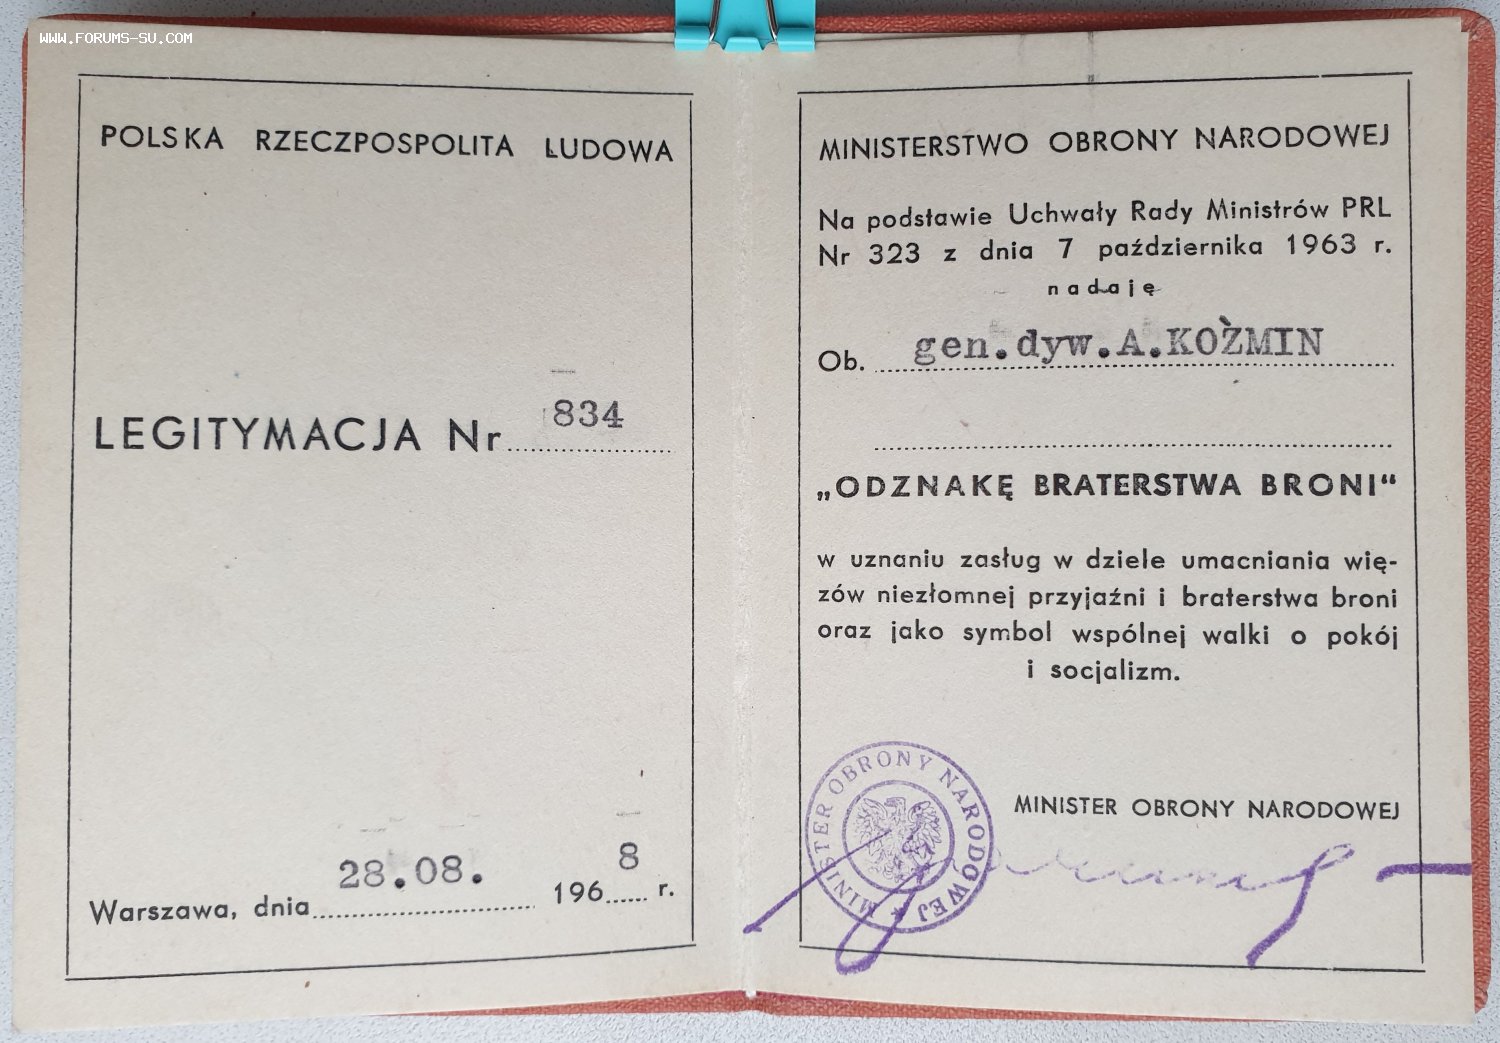 WWW.FORUMS-SU.COM
POLSKA RZECZPOSPOLITA LUDOWA
LEGITYMACJA Nr 834
Warszawa, dnia 28.08. 1968 r.
MINISTERSTWO OBRONY NARODOWEJ
Na podstawie Uchwały Rady Ministrów PRL
Nr 323 z dnia 7 października 1963 r.
nadaję
Ob. gen.dyw.A.KOŻMIN
„ODZNAKĘ BRATERSTWA BRONI“
w uznaniu zasług w dziele umacniania wię-
zów niezłomnej przyjaźni i braterstwa broni
oraz jako symbol wspólnej walki o pokój
i socjalizm.
MINISTER OBRONY NARODOWEJ
MINISTER OBRONY NARODOWEJ